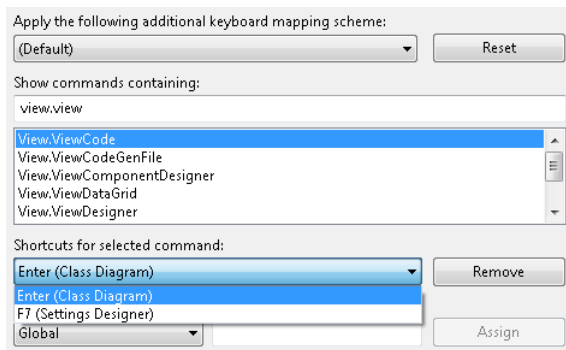 Apply the following additional keyboard mapping scheme:
(Default)
Reset
Show commands containing:
view.view
View.ViewCode
View.ViewCodeGenFile
View.ViewComponentDesigner
View.ViewDataGrid
View.ViewDesigner
Shortcuts for selected command:
Enter (Class Diagram)
Remove
Enter (Class Diagram)
F7 (Settings Designer)
Global
Assign